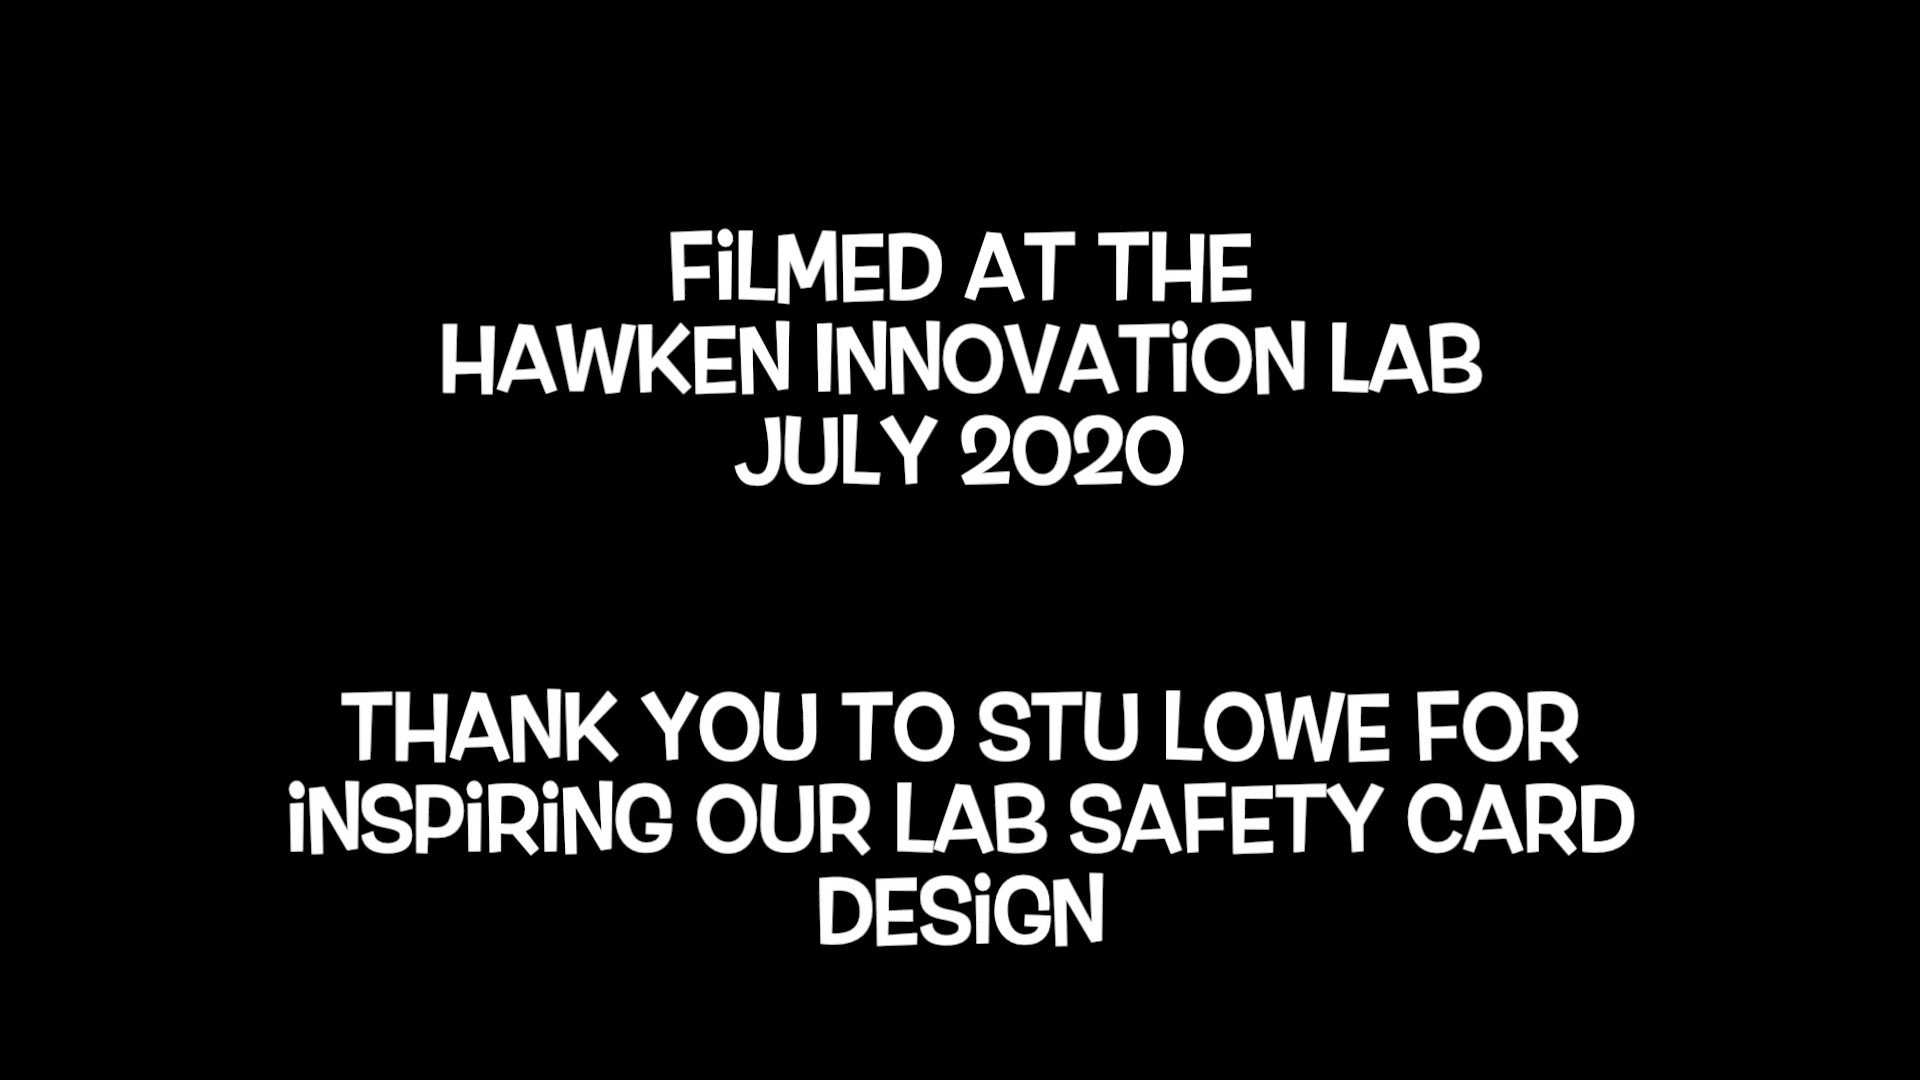 FiLMED AT THE
HAWKEN INNOVATiON LAB
JULY 2020
THANK YOU TO STU LOWE FOR
iNSPiRiNG OUR LAB SAFETY CARD
DESiGN